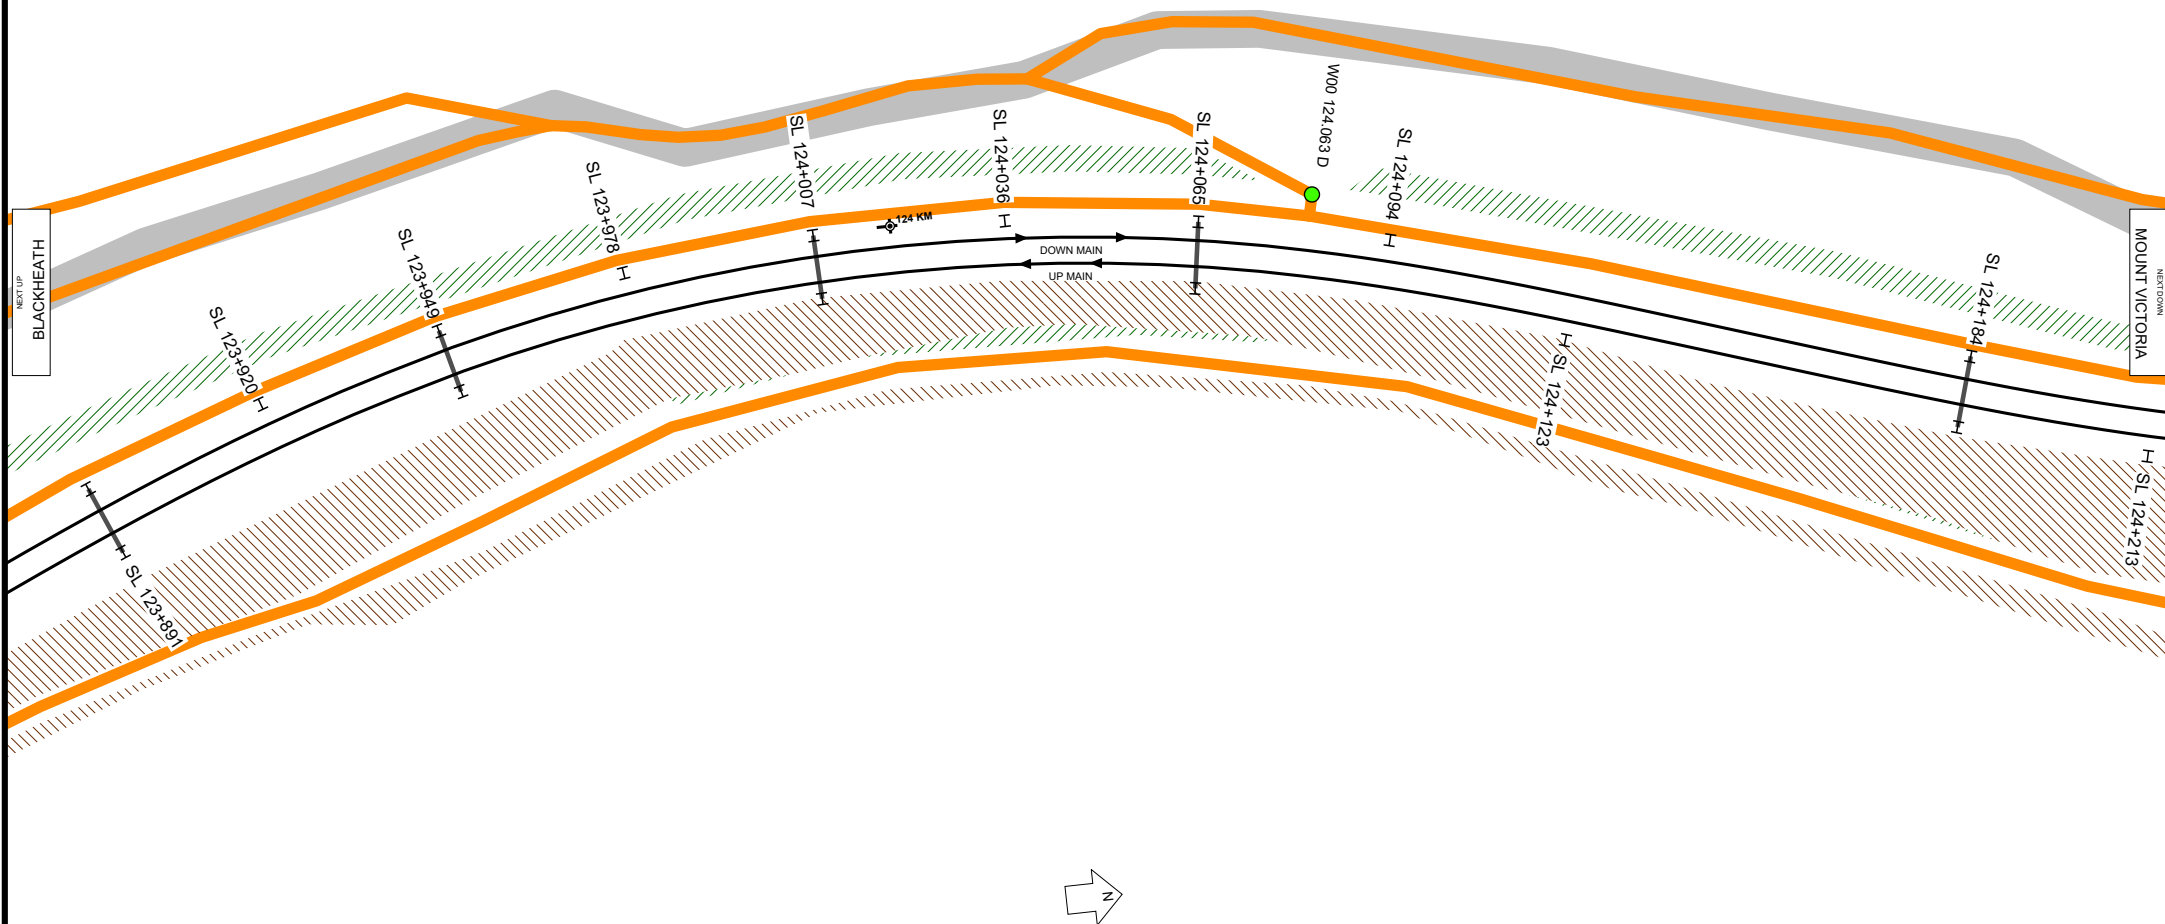 NEXT UP
BLACKHEATH
SL 123+891
SL 123+920
SL 123+949
SL 123+978
SL 124+007
124 KM
SL 124+036
DOWN MAIN
UP MAIN
SL 124+065
W00 124.063 D
SL 124+094
SL 124+123
SL 124+184
SL 124+213
MOUNT VICTORIA
NEXT DOWN
N